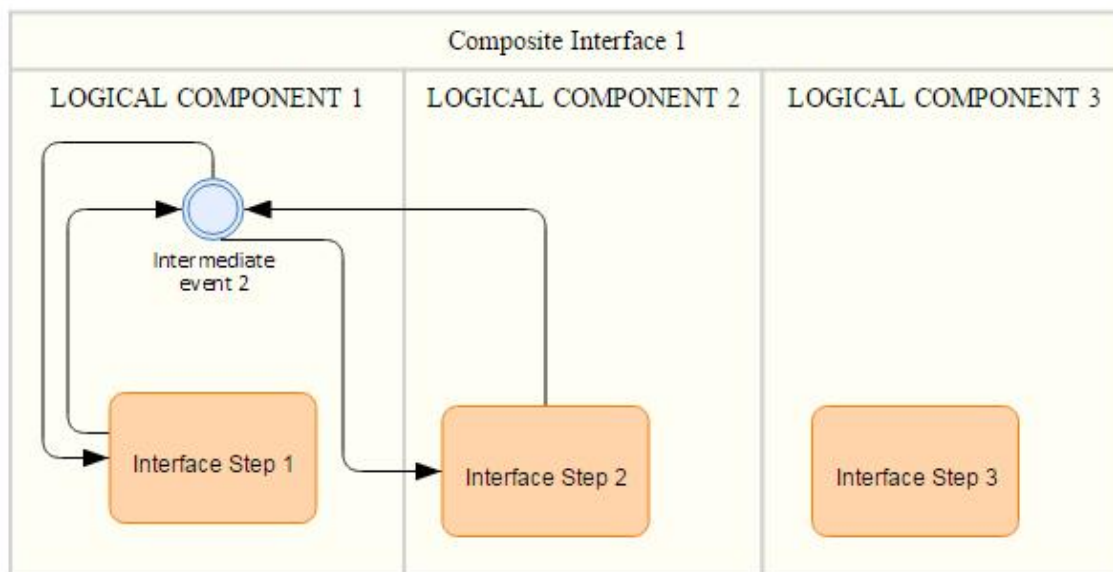 Composite Interface 1
LOGICAL COMPONENT 1
LOGICAL COMPONENT 2
LOGICAL COMPONENT 3
Intermediate
event 2
Interface Step 1
Interface Step 2
Interface Step 3